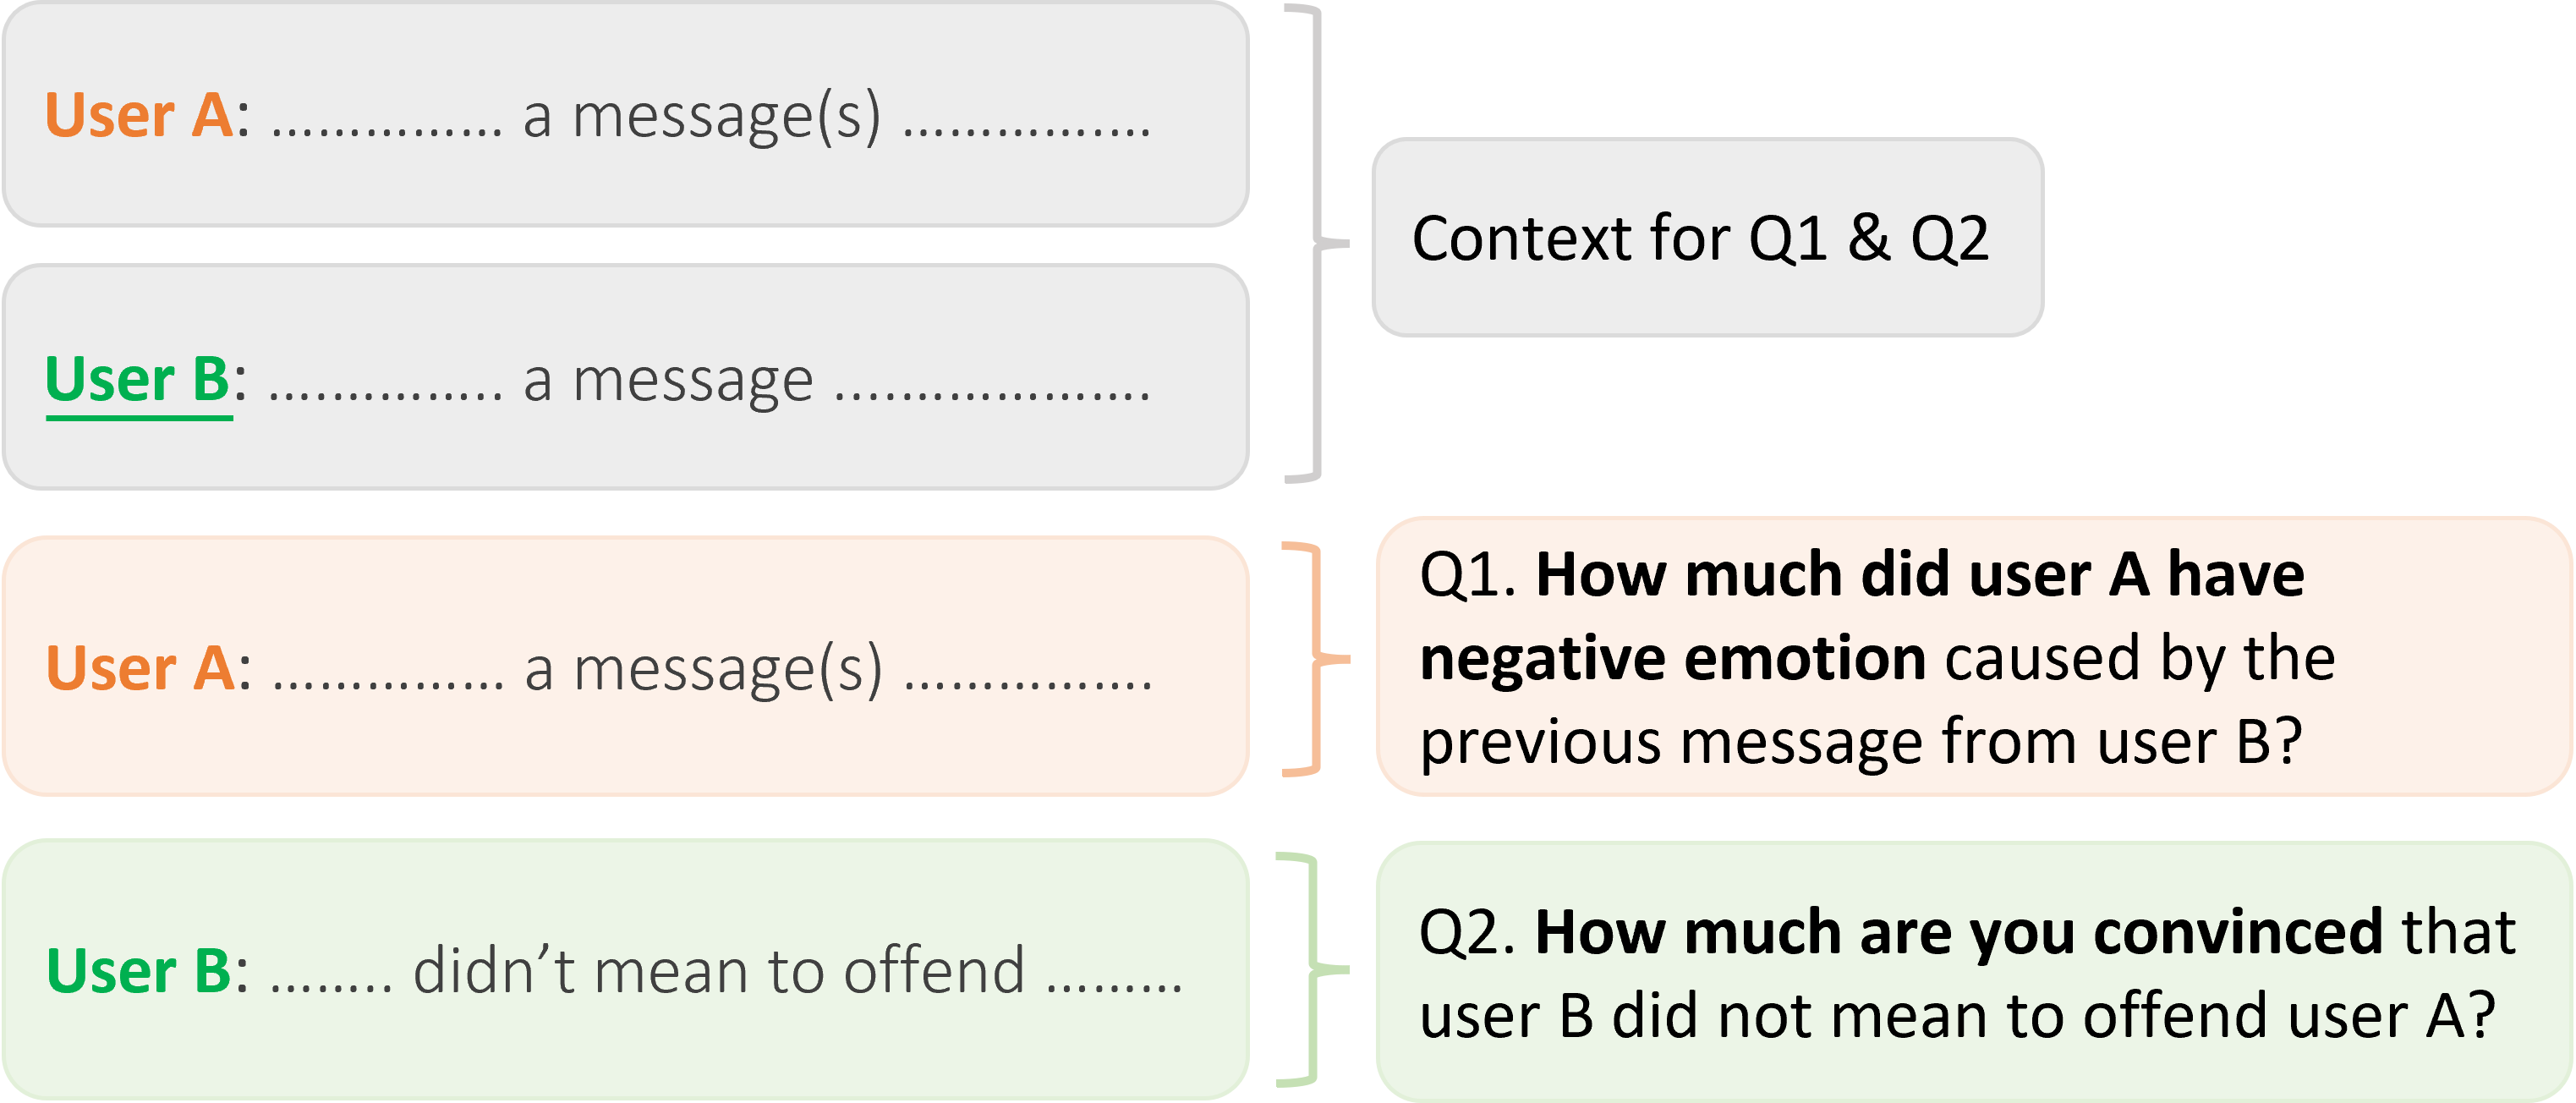 User A: …………… a message(s) …………….
Context for Q1 & Q2
User B: ………….. a message ………………….
User A: …………… a message(s) …………….
Q1. How much did user A have
negative emotion caused by the
previous message from user B?
User B: …….. didn’t mean to offend ………
Q2. How much are you convinced that
user B did not mean to offend user A?